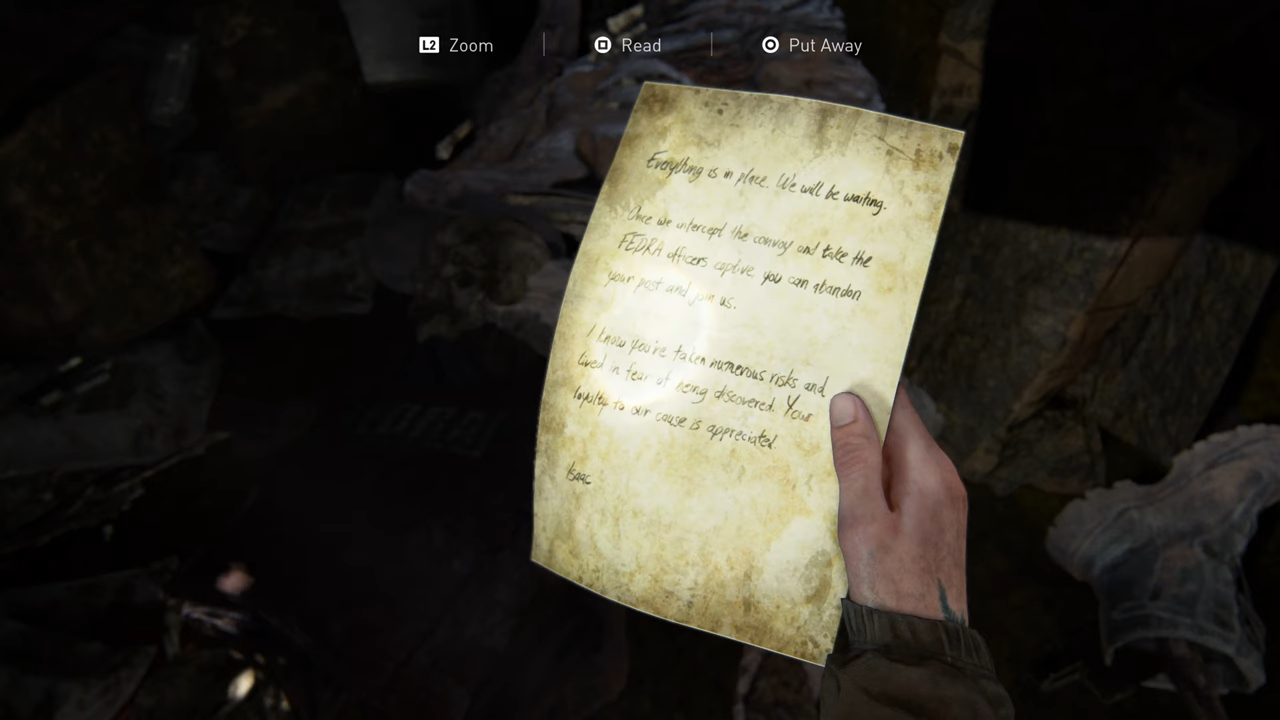 L2 Zoom
Read
Put Away
Everything is in place. We will be waiting.
Once we intercept the convoy and take the
FEDRA officers captive, you can abandon
your post and join us.
I know you're taken numerous risks and
lived in fear of being discovered. Your
loyalty to our cause is appreciated.
Isaac